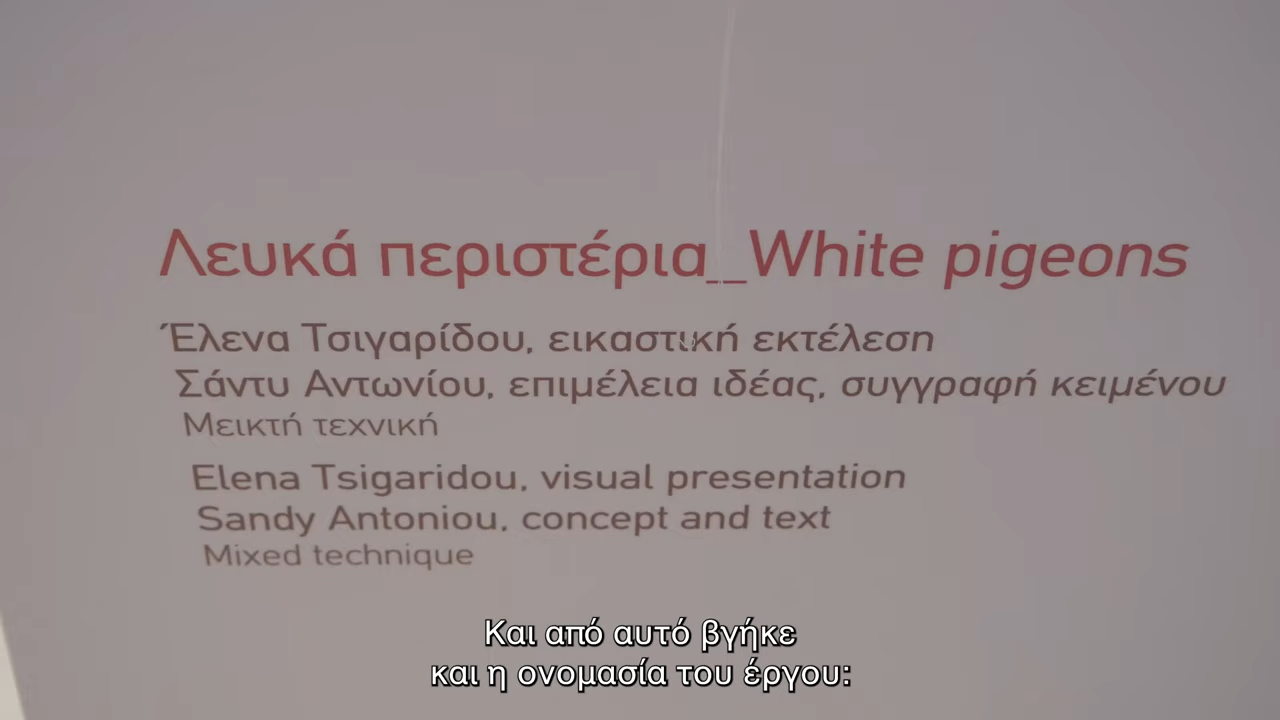 Λευκά περιστέρια__White pigeons
Έλενα Τσιγαρίδου, εικαστική εκτέλεση
Σάντυ Αντωνίου, επιμέλεια ιδέας, συγγραφή κειμένου
Μεικτή τεχνική
Elena Tsigaridou, visual presentation
Sandy Antoniou, concept and text
Mixed technique
Και από αυτό βγήκε
και η ονομασία του έργου: